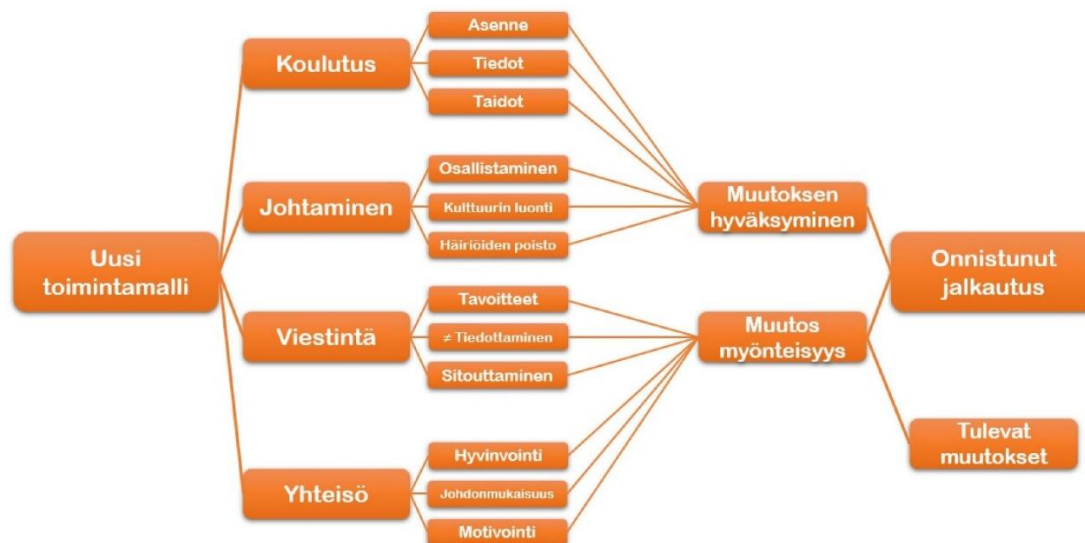 Uusi
toimintamalli
Koulutus
Asenne
Tiedot
Taidot
Johtaminen
Osallistaminen
Kulttuurin luonti
Häiriöiden poisto
Viestintä
Tavoitteet
≠ Tiedottaminen
Sitouttaminen
Yhteisö
Hyvinvointi
Johdonmukaisuus
Motivointi
Muutoksen
hyväksyminen
Muutos
myönteisyys
Onnistunut
jalkautus
Tulevat
muutokset